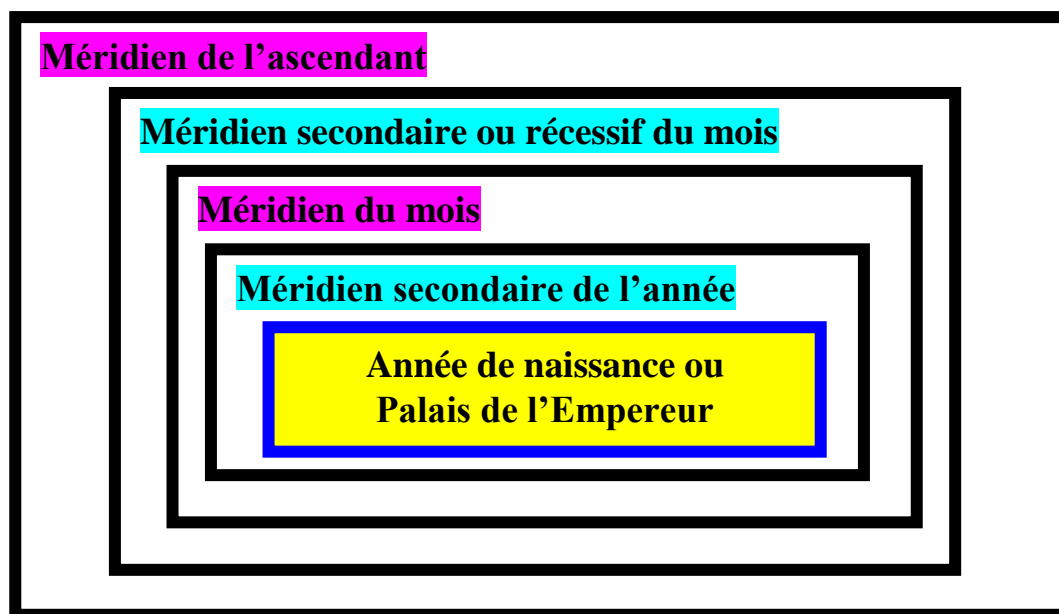 Méridien de l’ascendant
Méridien secondaire ou récessif du mois
Méridien du mois
Méridien secondaire de l’année
Année de naissance ou
Palais de l’Empereur